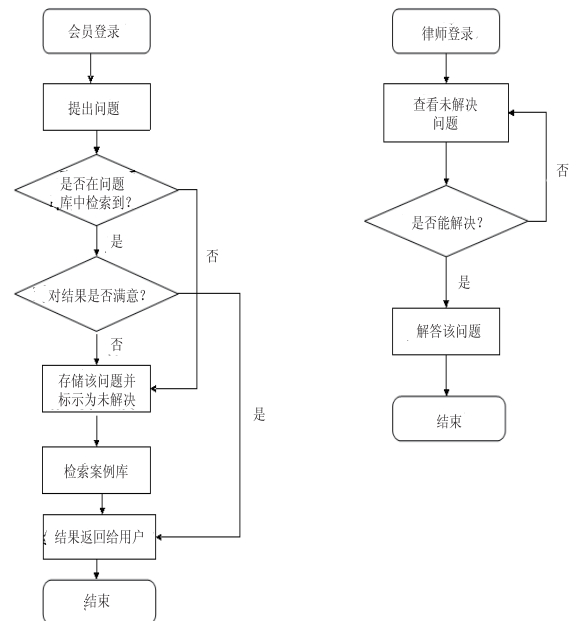 会员登录
提出问题
是否在问题
库中检索到？
是
否
对结果是否满意？
否
是
存储该问题并
标示为未解决
检索案例库
结果返回给用户
结束
律师登录
查看未解决
问题
否
是否能解决？
是
解答该问题
结束